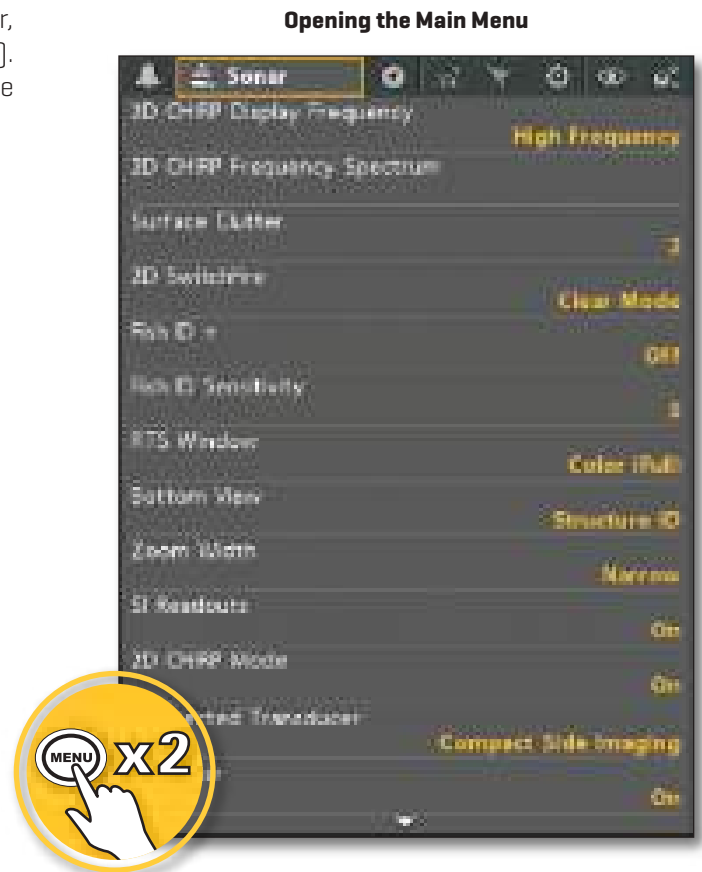 r,
).
e
Opening the Main Menu
Sonar
2D CHIRP Display Frequency
High Frequency
2D CHIRP Frequency Spectrum
Surface Clutter
2D SwitchFire
Clear Mode
Fish ID +
Off
Fish ID Sensitivity
RTS Window
Color (Full)
Bottom View
Structure ID
Zoom Width
Narrow
SI Readouts
On
2D CHIRP Mode
On
Transducer
Compact Side Imaging
On
MENU x2